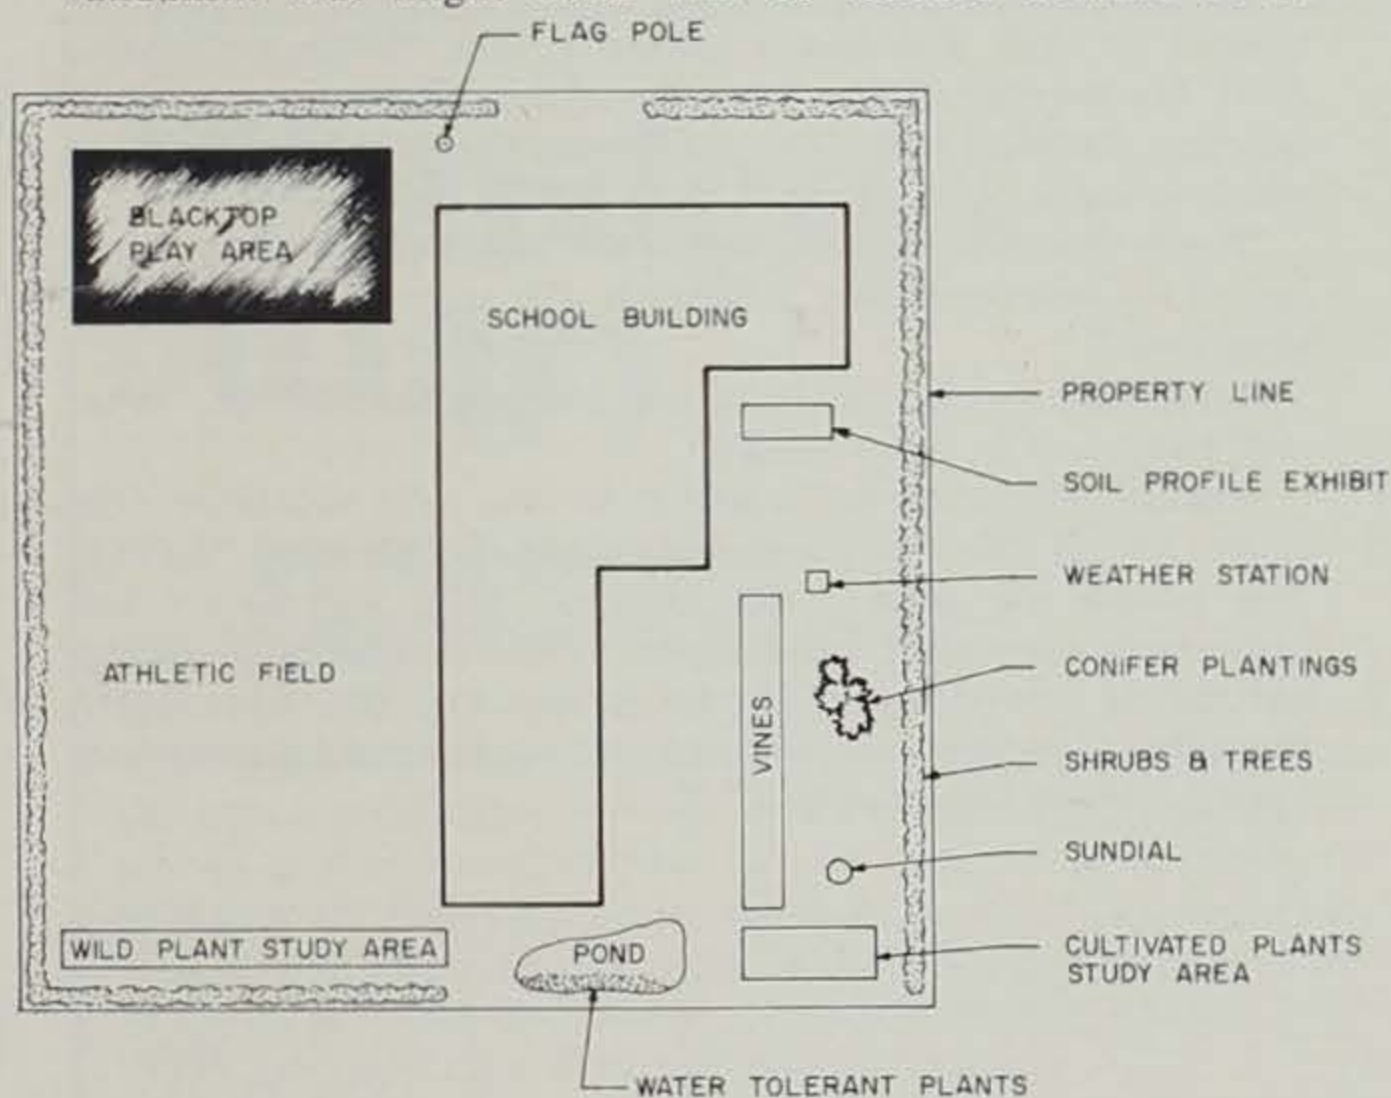 FLAG POLE
BLACKTOP
PLAY AREA
SCHOOL BUILDING
PROPERTY LINE
SOIL PROFILE EXHIBIT
WEATHER STATION
ATHLETIC FIELD
CONIFER PLANTINGS
VINES
SHRUBS & TREES
SUNDIAL
WILD PLANT STUDY AREA
POND
CULTIVATED PLANTS
STUDY AREA
WATER TOLERANT PLANTS